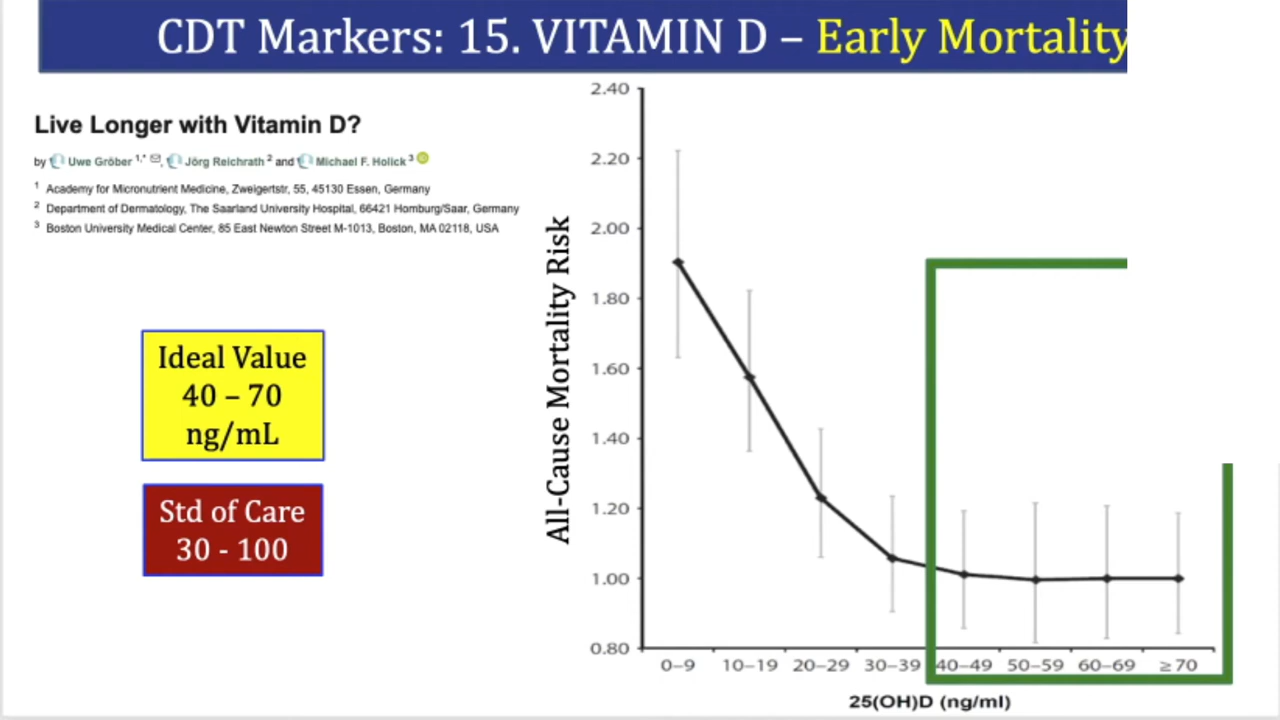 CDT Markers: 15. VITAMIN D – Early Mortality
Live Longer with Vitamin D?
by Uwe Gröber 1,* ✉, Jörg Reichrath 2 and Michael F. Holick 3
1 Academy for Micronutrient Medicine, Zweigertstr, 55, 45130 Essen, Germany
2 Department of Dermatology, The Saarland University Hospital, 66421 Homburg/Saar, Germany
3 Boston University Medical Center, 85 East Newton Street M-1013, Boston, MA 02118, USA
Ideal Value
40 – 70
ng/mL
Std of Care
30 - 100
All-Cause Mortality Risk
2.40
2.20
2.00
1.80
1.60
1.40
1.20
1.00
0.80
0–9 10–19 20–29 30–39 40–49 50–59 60–69 ≥70
25(OH)D (ng/ml)